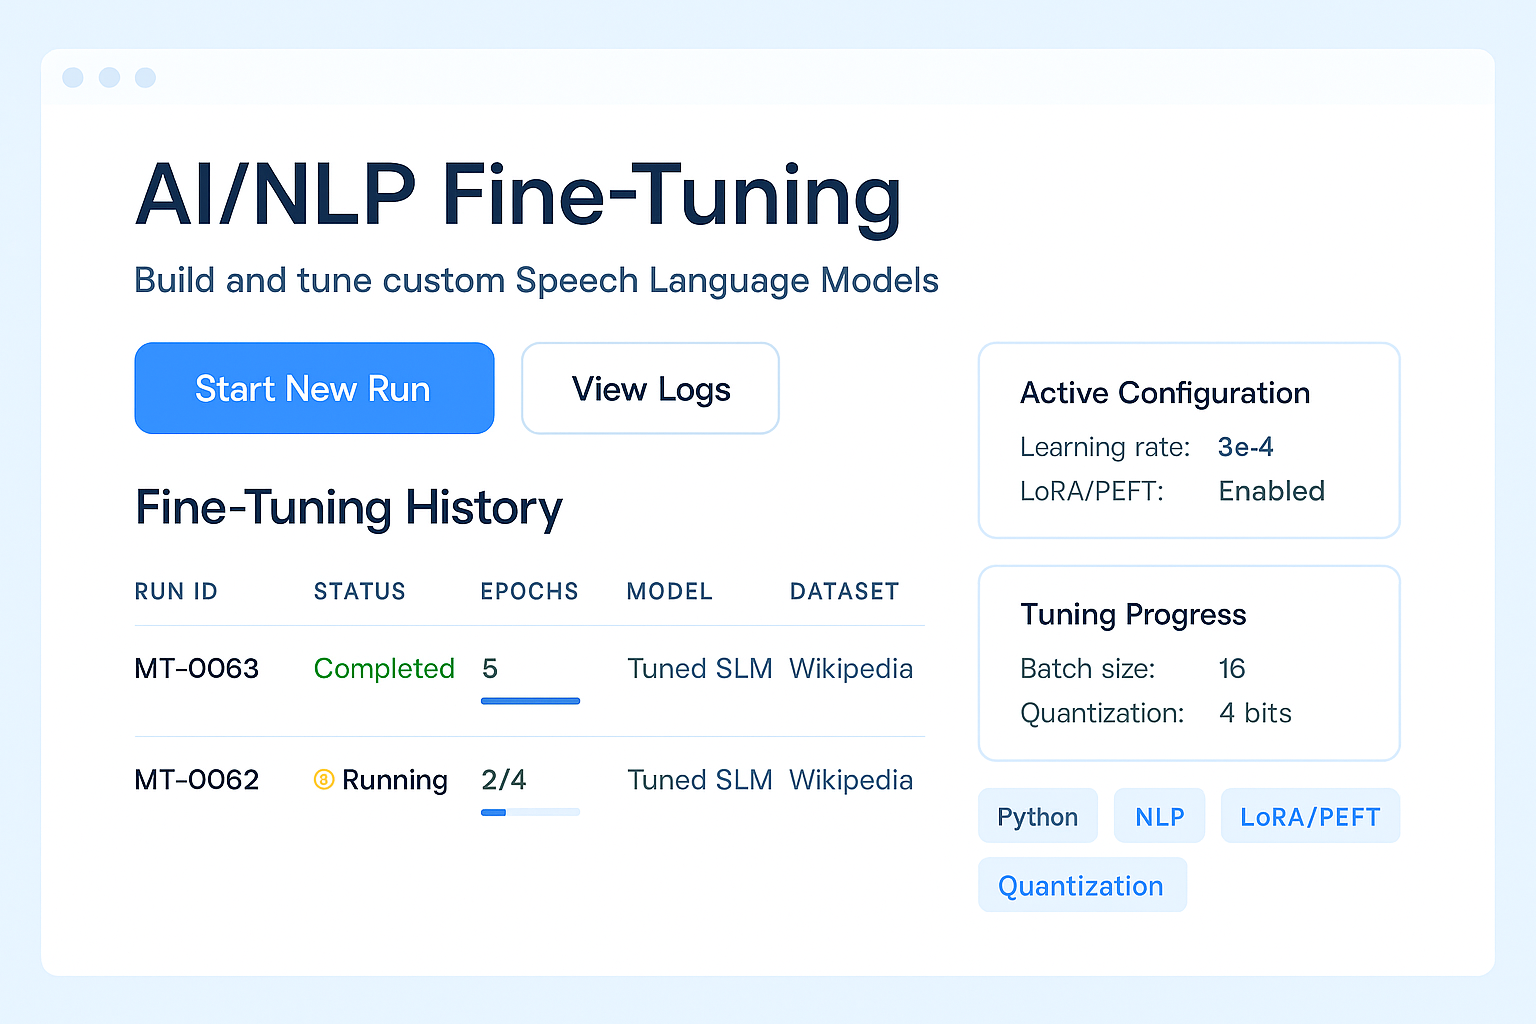 AI/NLP Fine-Tuning
Build and tune custom Speech Language Models
Start New Run
View Logs
Fine-Tuning History
RUN ID STATUS EPOCHS MODEL DATASET
MT-0063 Completed 5 Tuned SLM Wikipedia
MT-0062 Running 2/4 Tuned SLM Wikipedia
Active Configuration
Learning rate: 3e-4
LoRA/PEFT: Enabled
Tuning Progress
Batch size: 16
Quantization: 4 bits
Python NLP LoRA/PEFT
Quantization